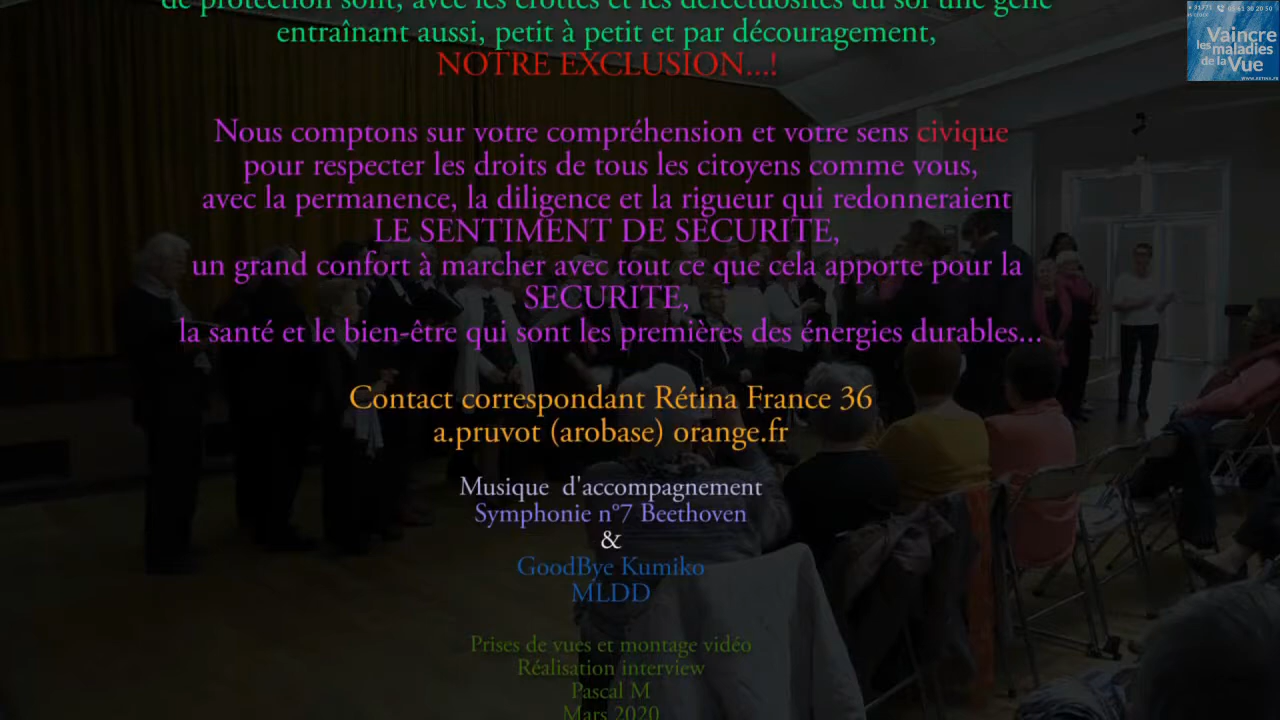 de protection sont, avec les crottes et les défectuosités du sol une gêne
entraînant aussi, petit à petit et par découragement,
NOTRE EXCLUSION...!
Nous comptons sur votre compréhension et votre sens civique
pour respecter les droits de tous les citoyens comme vous,
avec la permanence, la diligence et la rigueur qui redonneraient
LE SENTIMENT DE SECURITE,
un grand confort à marcher avec tout ce que cela apporte pour la
SECURITE,
la santé et le bien-être qui sont les premières des énergies durables...
Contact correspondant Rétina France 36
a.pruvot (arobase) orange.fr
Musique d'accompagnement
Symphonie n°7 Beethoven
&
GoodBye Kumiko
MLDD
Prises de vues et montage vidéo
Réalisation interview
Pascal M
Mars 2020
Vaincre
les maladies
de la Vue